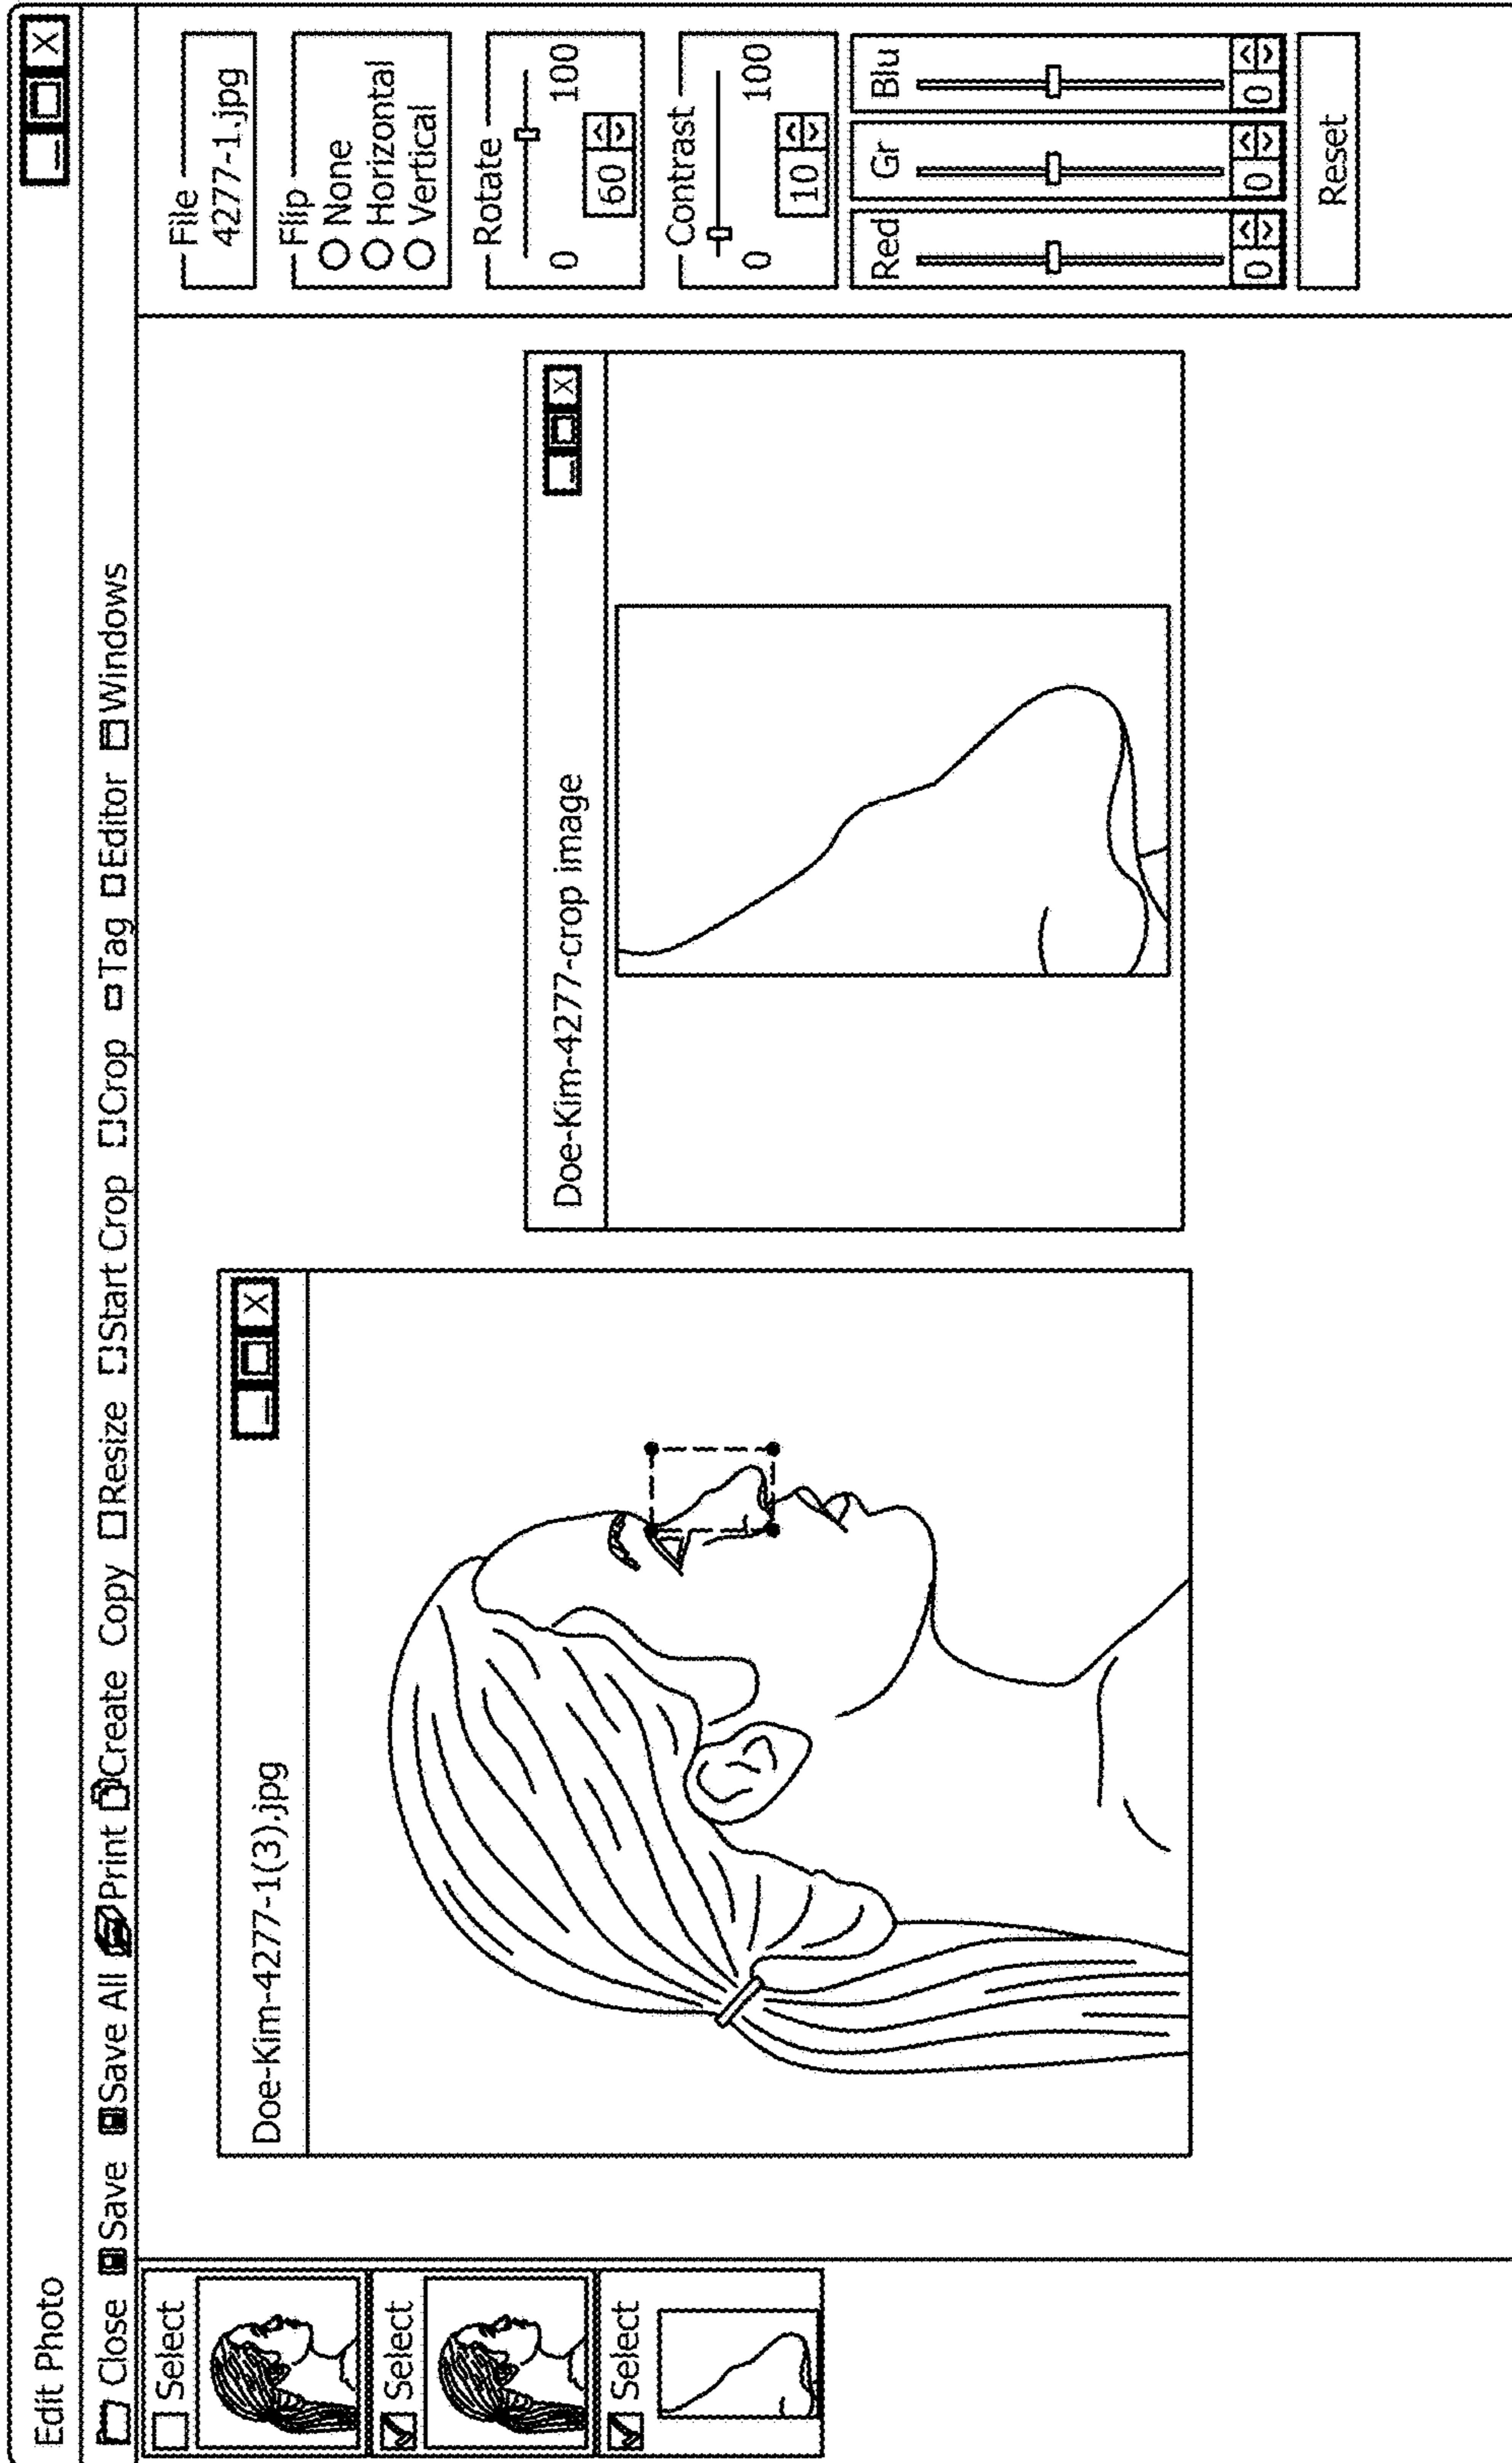 Edit Photo
X
Close Save Save All Print Create Copy Resize Start Crop Crop Tag Editor Windows
Select
Select
Select
Doe-Kim-4277-1(3).jpg
X
Doe-Kim-4277-crop image
X
File
4277-1.jpg
Flip
None
Horizontal
Vertical
Rotate
0 100
60
Contrast
0 100
10
Red Gr Blu
0 0 0
Reset